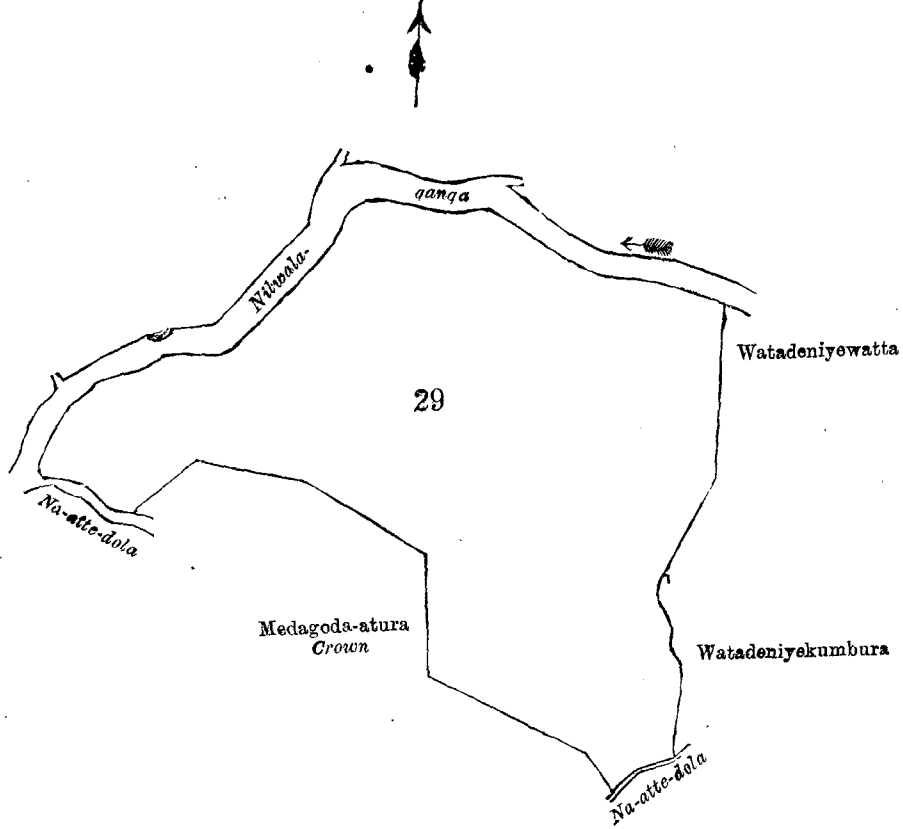 ganga
Nilwala-
Watadeniyewatta
29
Na-atte-dola
Medagoda-atura
Crown
Watadeniyekumbura
Na-atte-dola